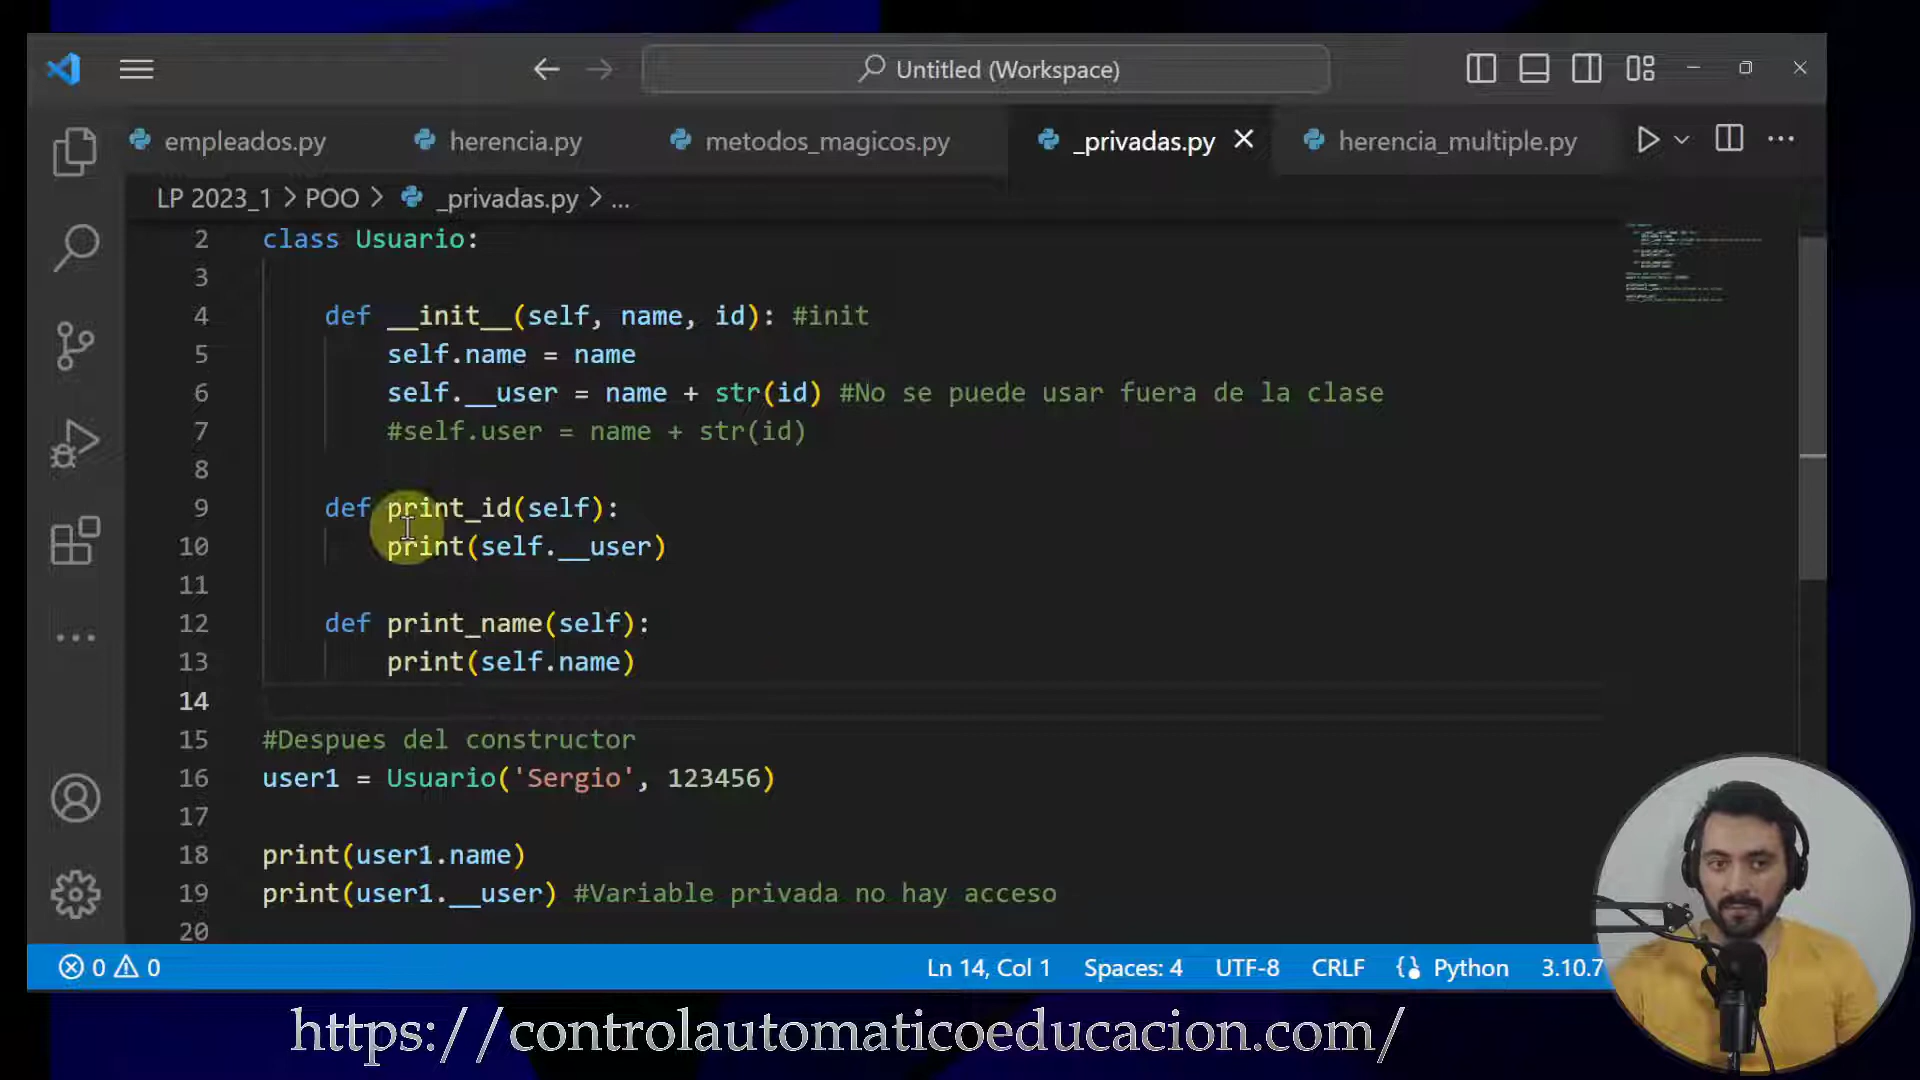 Untitled (Workspace)
empleados.py herencia.py metodos_magicos.py _privadas.py herencia_multiple.py
LP 2023_1 > POO > _privadas.py > ...
2 class Usuario:
3
4 def __init__(self, name, id): #init
5 self.name = name
6 self.__user = name + str(id) #No se puede usar fuera de la clase
7 #self.user = name + str(id)
8
9 def print_id(self):
10 print(self.__user)
11
12 def print_name(self):
13 print(self.name)
14
15 #Despues del constructor
16 user1 = Usuario('Sergio', 123456)
17
18 print(user1.name)
19 print(user1.__user) #Variable privada no hay acceso
20
0 0 Ln 14, Col 1 Spaces: 4 UTF-8 CRLF Python 3.10.7
https://controlautomaticoeducacion.com/